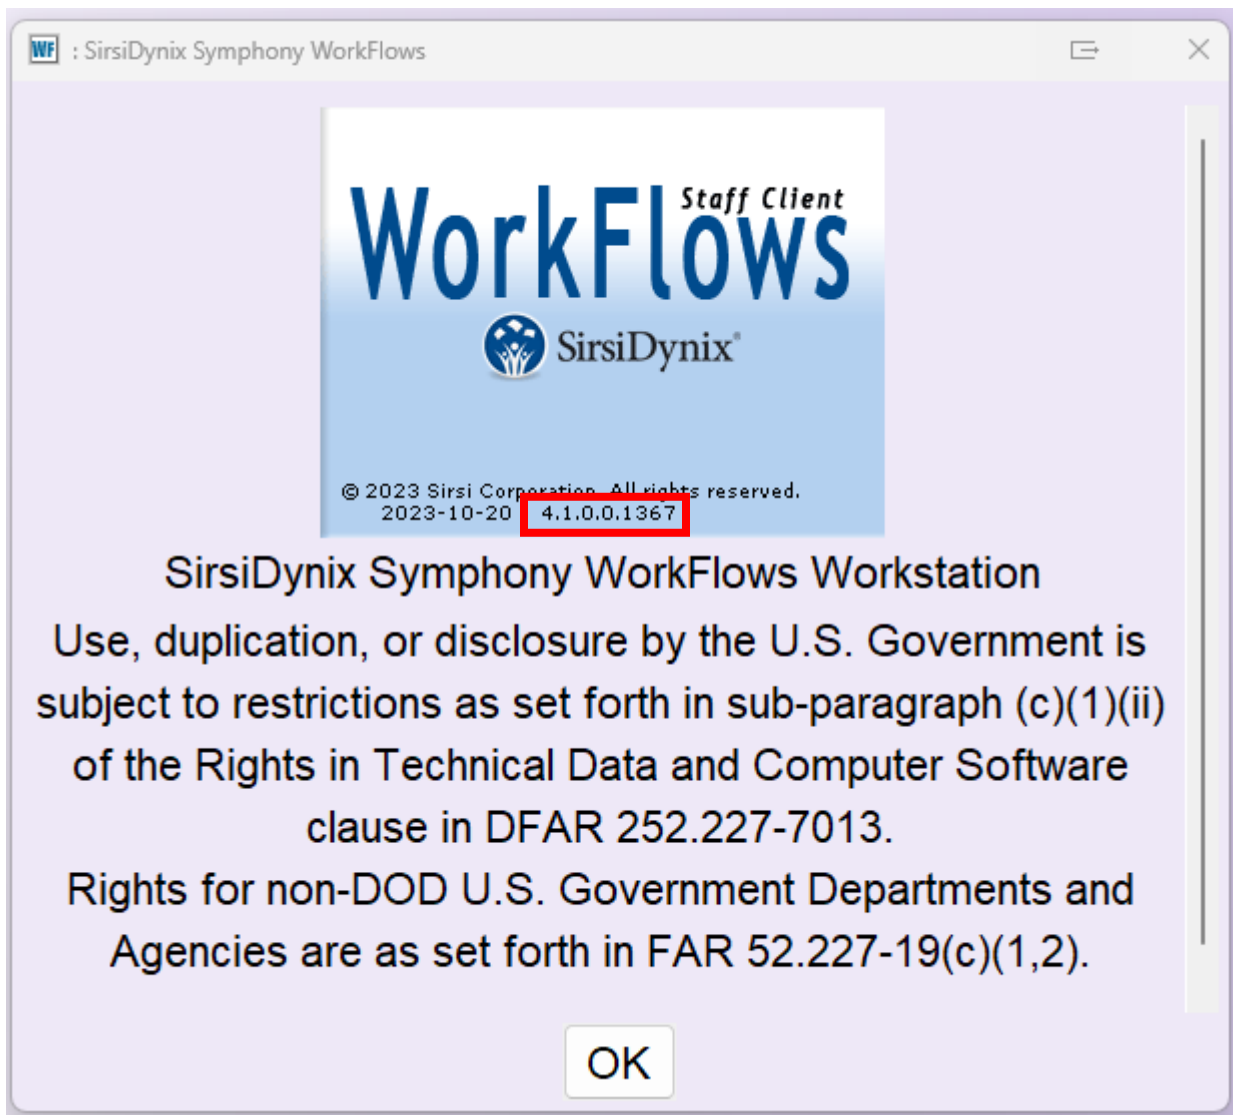 WF : SirsiDynix Symphony WorkFlows
Staff Client
WorkFlows
SirsiDynix®
© 2023 Sirsi Corporation. All rights reserved.
2023-10-20 4.1.0.0.1367
SirsiDynix Symphony WorkFlows Workstation
Use, duplication, or disclosure by the U.S. Government is
subject to restrictions as set forth in sub-paragraph (c)(1)(ii)
of the Rights in Technical Data and Computer Software
clause in DFAR 252.227-7013.
Rights for non-DOD U.S. Government Departments and
Agencies are as set forth in FAR 52.227-19(c)(1,2).
OK